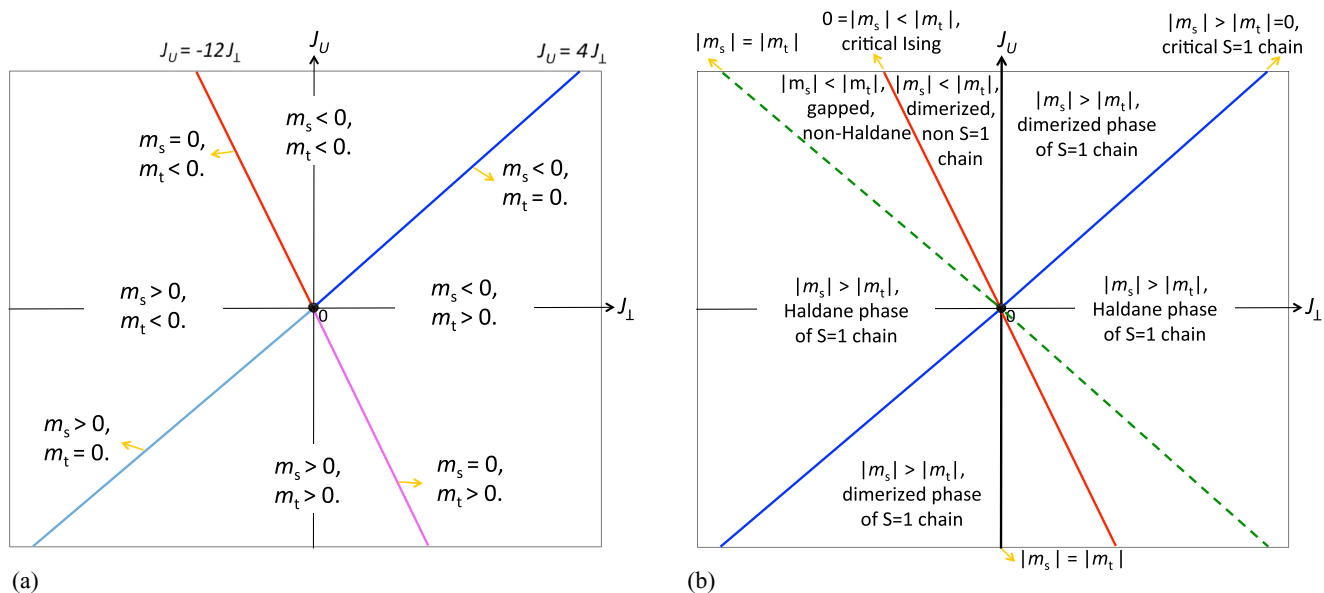 J_U = -12J_⊥
J_U
J_U = 4J_⊥
m_s < 0,
m_t < 0.
m_s = 0,
m_t < 0.
m_s < 0,
m_t = 0.
m_s > 0,
m_t < 0.
m_s < 0,
m_t > 0.
0
J_⊥
m_s > 0,
m_t = 0.
m_s > 0,
m_t > 0.
m_s = 0,
m_t > 0.
(a)
|m_s| = |m_t|
0 =|m_s| < |m_t|,
critical Ising
J_U
|m_s| > |m_t|=0,
critical S=1 chain
|m_s| < |m_t|,
gapped,
non-Haldane
|m_s| < |m_t|,
dimerized,
non S=1
chain
|m_s| > |m_t|,
dimerized phase
of S=1 chain
|m_s| > |m_t|,
Haldane phase
of S=1 chain
|m_s| > |m_t|,
Haldane phase
of S=1 chain
0
J_⊥
|m_s| > |m_t|,
dimerized phase
of S=1 chain
|m_s| = |m_t|
(b)